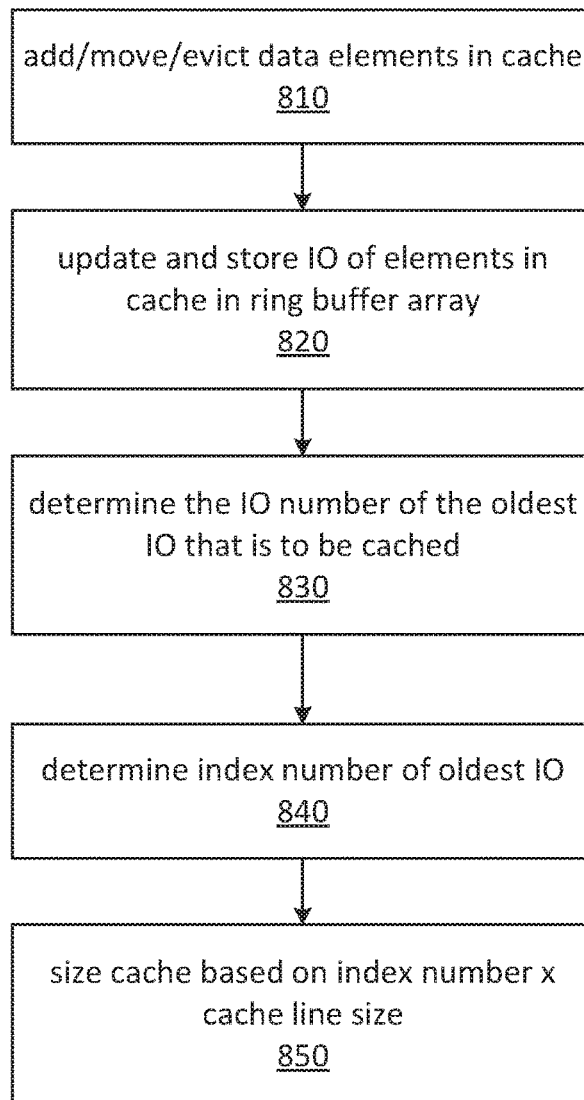 add/move/evict data elements in cache
810
update and store IO of elements in
cache in ring buffer array
820
determine the IO number of the oldest
IO that is to be cached
830
determine index number of oldest IO
840
size cache based on index number x
cache line size
850